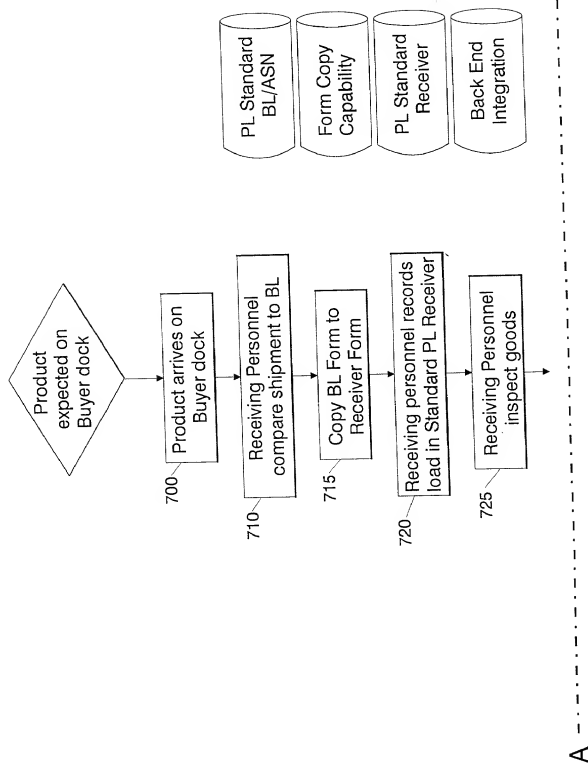 Product
expected on
Buyer dock
700
Product arrives on
Buyer dock
710
Receiving Personnel
compare shipment to BL
715
Copy BL Form to
Receiver Form
720
Receiving personnel records
load in Standard PL Receiver
725
Receiving Personnel
inspect goods
PL Standard
BL/ASN
Form Copy
Capability
PL Standard
Receiver
Back End
Integration
A